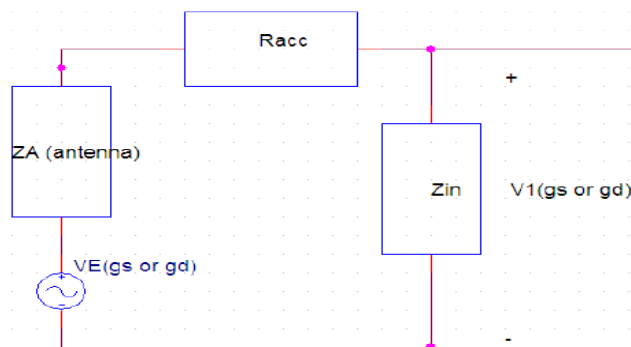 Racc
+
ZA (antenna)
Zin
V1(gs or gd)
VE(gs or gd)
-